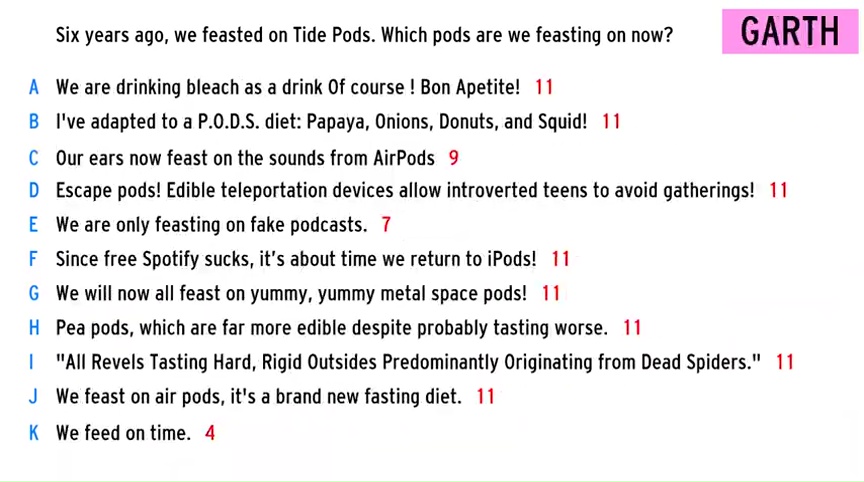 Six years ago, we feasted on Tide Pods. Which pods are we feasting on now?
GARTH
A We are drinking bleach as a drink Of course ! Bon Apetite! 11
B I've adapted to a P.O.D.S. diet: Papaya, Onions, Donuts, and Squid! 11
C Our ears now feast on the sounds from AirPods 9
D Escape pods! Edible teleportation devices allow introverted teens to avoid gatherings! 11
E We are only feasting on fake podcasts. 7
F Since free Spotify sucks, it's about time we return to iPods! 11
G We will now all feast on yummy, yummy metal space pods! 11
H Pea pods, which are far more edible despite probably tasting worse. 11
I "All Revels Tasting Hard, Rigid Outsides Predominantly Originating from Dead Spiders." 11
J We feast on air pods, it's a brand new fasting diet. 11
K We feed on time. 4